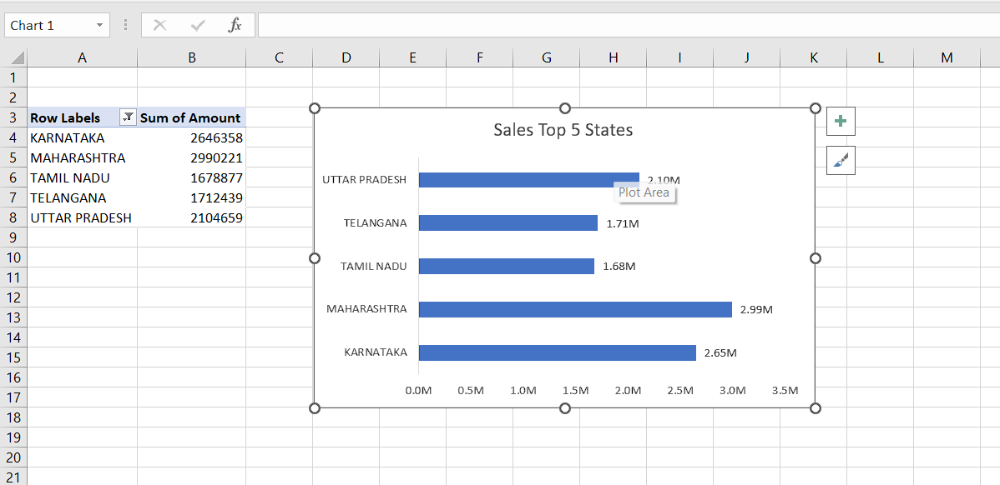 Chart 1
fx
A B C D E F G H I J K L M
1
2
3 Row Labels Sum of Amount
4 KARNATAKA 2646358
5 MAHARASHTRA 2990221
6 TAMIL NADU 1678877
7 TELANGANA 1712439
8 UTTAR PRADESH 2104659
9
10
11
12
13
14
15
16
17
18
19
20
21
Sales Top 5 States
UTTAR PRADESH 2.10M
Plot Area
TELANGANA 1.71M
TAMIL NADU 1.68M
MAHARASHTRA 2.99M
KARNATAKA 2.65M
0.0M 0.5M 1.0M 1.5M 2.0M 2.5M 3.0M 3.5M